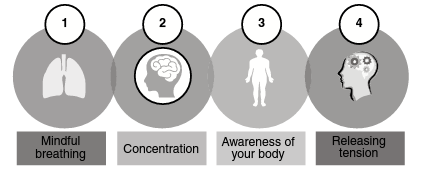 1
2
3
4
Mindful
breathing
Concentration
Awareness of
your body
Releasing
tension